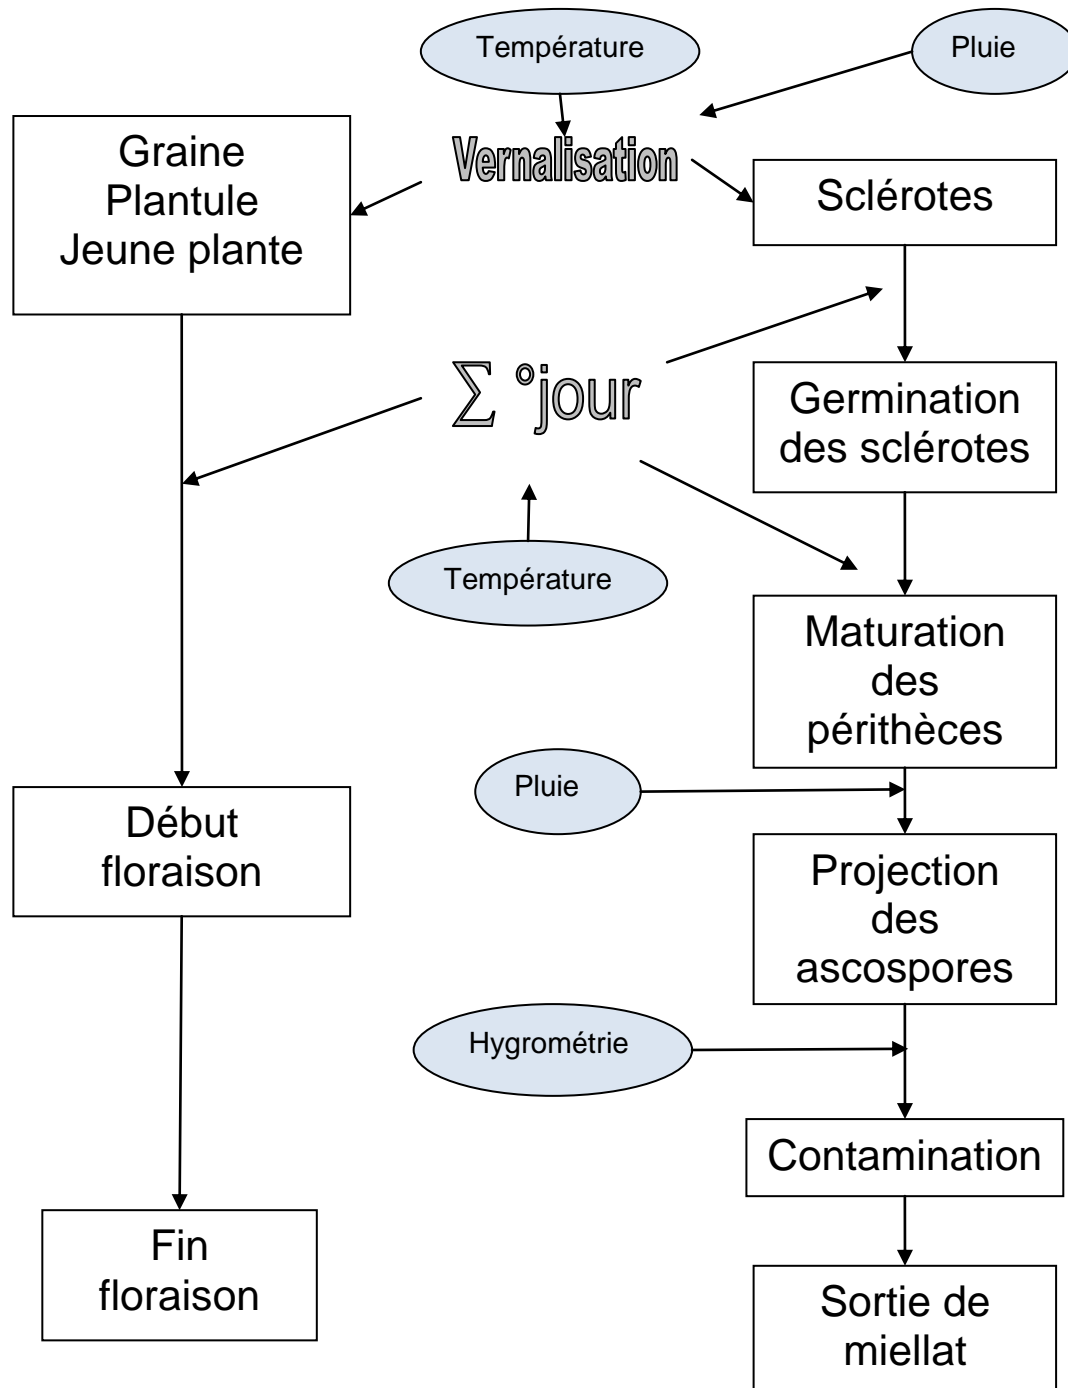 Température
Pluie
Vernalisation
Graine
Plantule
Jeune plante
Sclérotes
∑ °jour
Germination
des sclérotes
Température
Maturation
des
périthèces
Pluie
Début
floraison
Projection
des
ascospores
Hygrométrie
Contamination
Fin
floraison
Sortie de
miellat